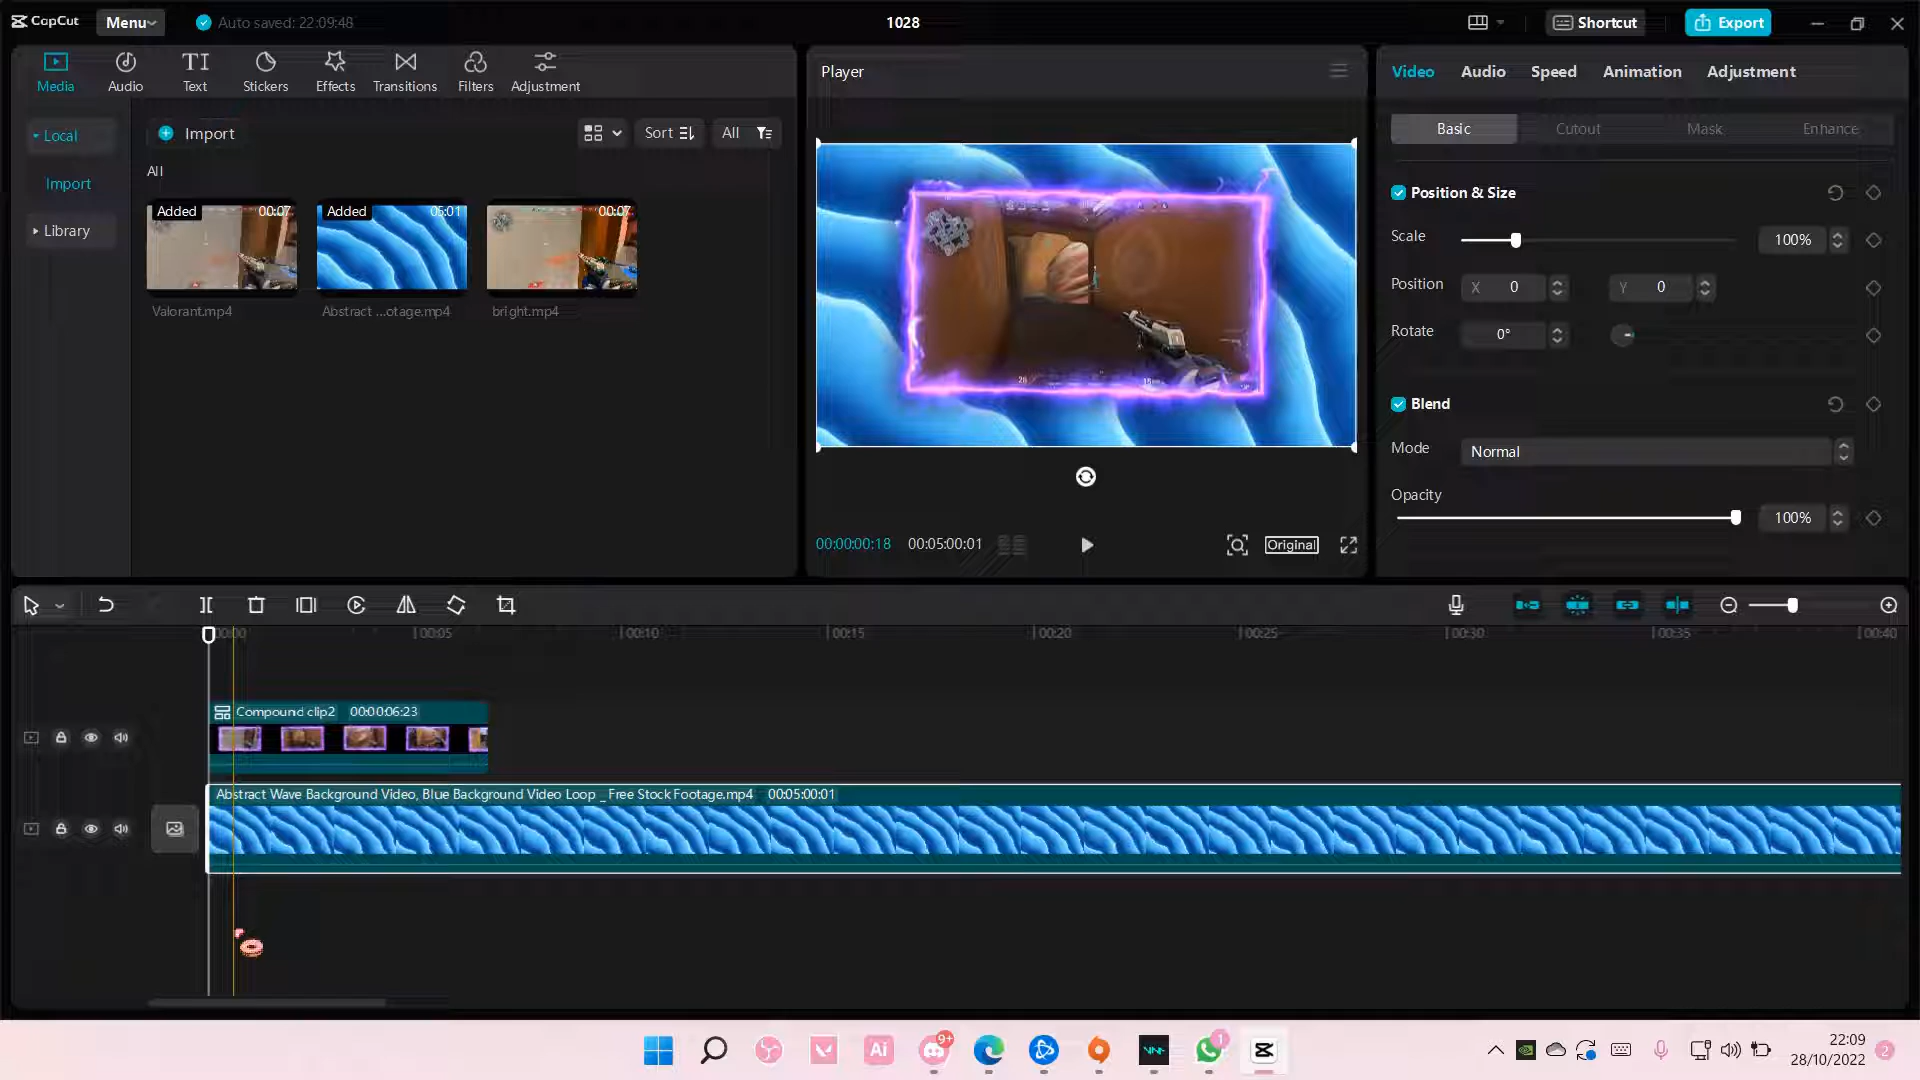 CapCut
Menu
Auto saved: 22:09:48
1028
Shortcut
Export
Media
Audio
Text
Stickers
Effects
Transitions
Filters
Adjustment
Local
Import
Library
Import
Sort
All
All
Added 00:07
Added 05:01
00:07
Valorant.mp4
Abstract ...otage.mp4
bright.mp4
Player
00:00:00:18
00:05:00:01
Original
Video
Audio
Speed
Animation
Adjustment
Basic
Cutout
Mask
Enhance
Position & Size
Scale
100%
Position
X 0
Y 0
Rotate
0°
Blend
Mode
Normal
Opacity
100%
00:00
00:05
00:10
00:15
00:20
00:25
00:30
00:35
00:40
Compound clip2 00:00:06:23
Abstract Wave Background Video, Blue Background Video Loop _ Free Stock Footage.mp4 00:05:00:01
Ai
9+
1
22:09
28/10/2022
2